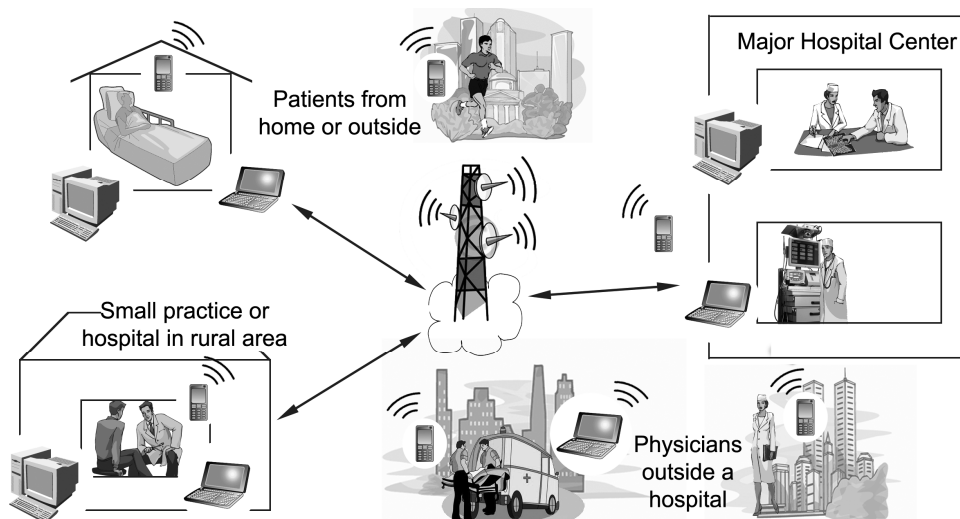 Patients from
home or outside
Major Hospital Center
Small practice or
hospital in rural area
Physicians
outside a
hospital